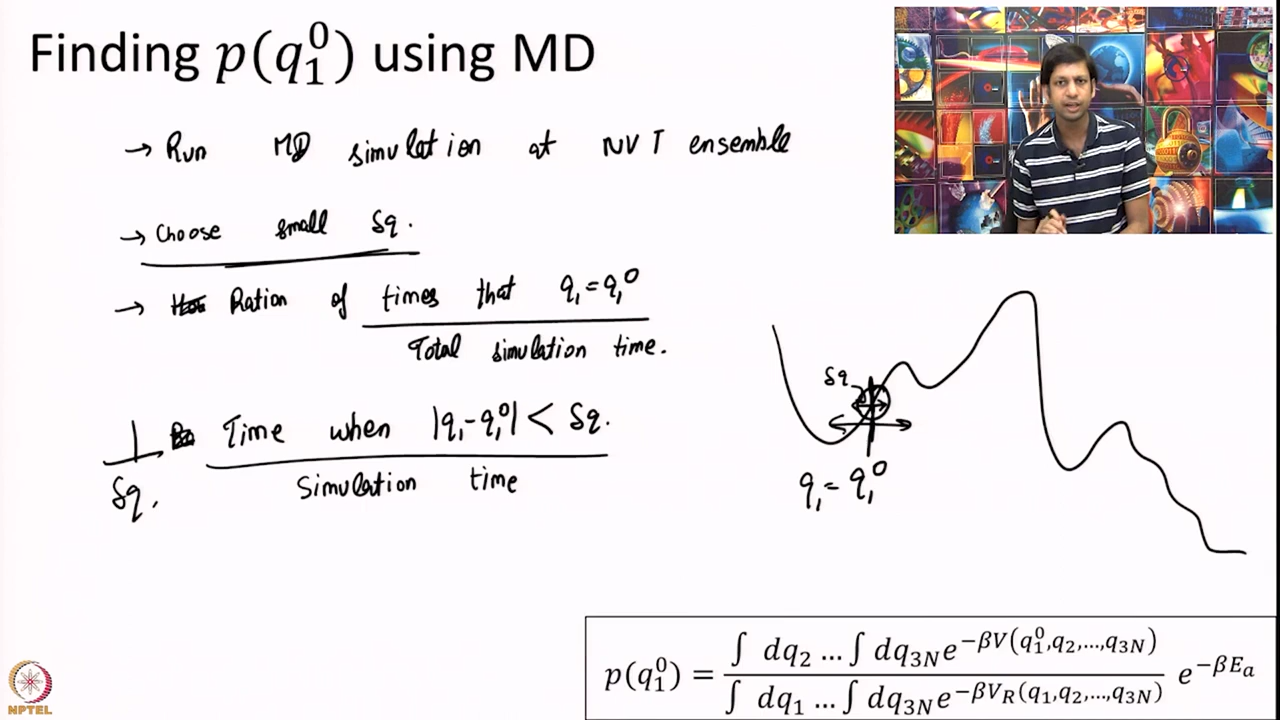 Finding p(q₁⁰) using MD
→ Run MD simulation at NVT ensemble
→ Choose small δq.
→ Ration of times that q₁=q₁⁰
Total simulation time.
1 Time when |q₁-q₁⁰| < δq.
δq. Simulation time
δq
q₁= q₁⁰
p(q₁⁰) = ∫ dq₂ … ∫ dq₃N e^{-βV(q₁⁰,q₂,…,q₃N)} / ∫ dq₁ … ∫ dq₃N e^{-βV_R(q₁,q₂,…,q₃N)} e^{-βE_a}
NPTEL